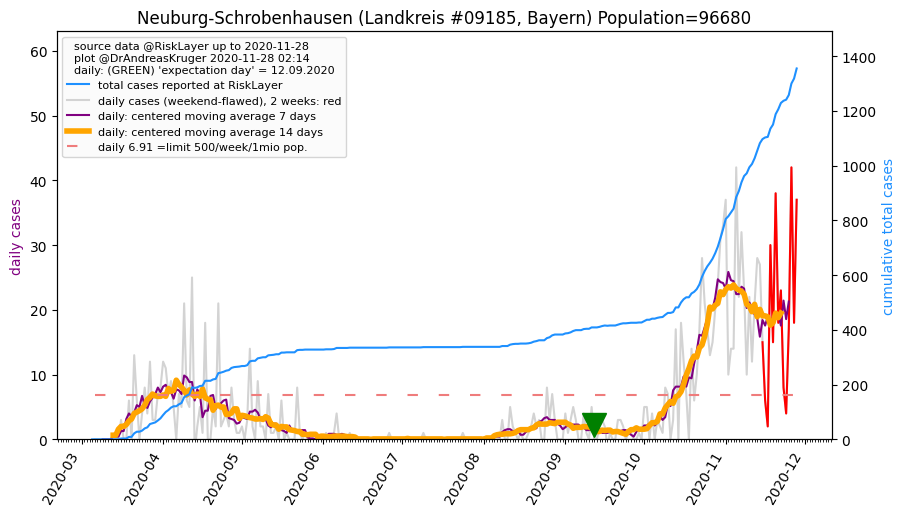 Neuburg-Schrobenhausen (Landkreis #09185, Bayern) Population=96680
source data @RiskLayer up to 2020-11-28
plot @DrAndreasKruger 2020-11-28 02:14
daily: (GREEN) 'expectation day' = 12.09.2020
total cases reported at RiskLayer
daily cases (weekend-flawed), 2 weeks: red
daily: centered moving average 7 days
daily: centered moving average 14 days
daily 6.91 =limit 500/week/1mio pop.
daily cases
60
50
40
30
20
10
0
cumulative total cases
1400
1200
1000
800
600
400
200
0
2020-03
2020-04
2020-05
2020-06
2020-07
2020-08
2020-09
2020-10
2020-11
2020-12